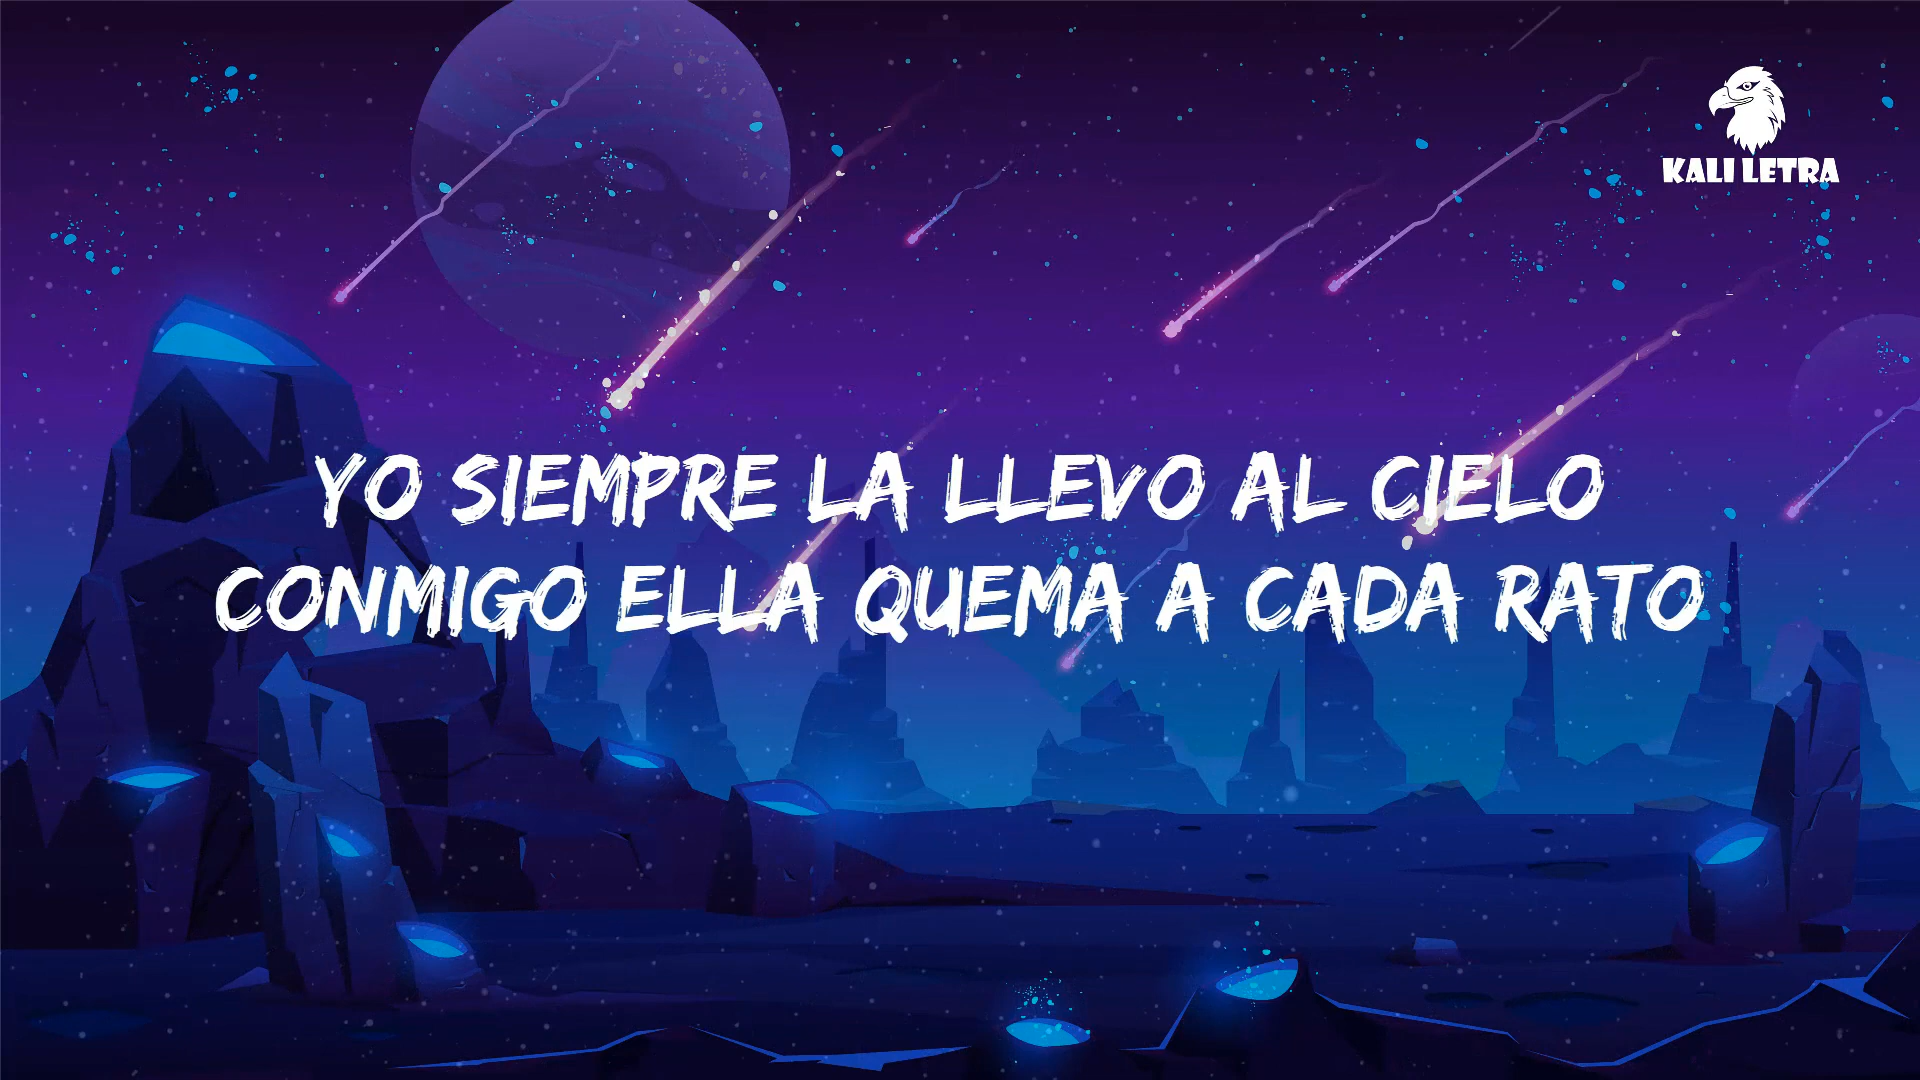 KALI LETRA
YO SIEMPRE LA LLEVO AL CIELO
CONMIGO ELLA QUEMA A CADA RATO